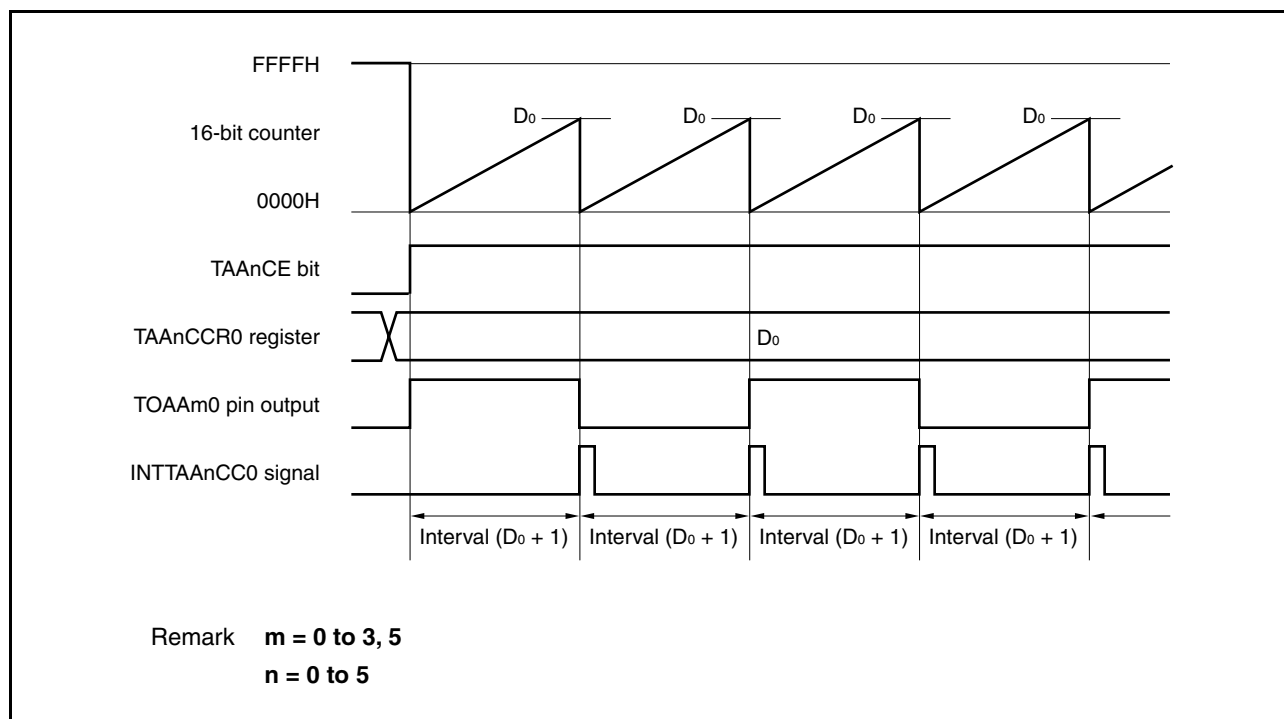 FFFFH
16-bit counter
D0 D0 D0 D0
0000H
TAAnCE bit
TAAnCCR0 register D0
TOAAm0 pin output
INTTAAnCC0 signal
Interval (D0 + 1) Interval (D0 + 1) Interval (D0 + 1) Interval (D0 + 1)
Remark m = 0 to 3, 5
n = 0 to 5